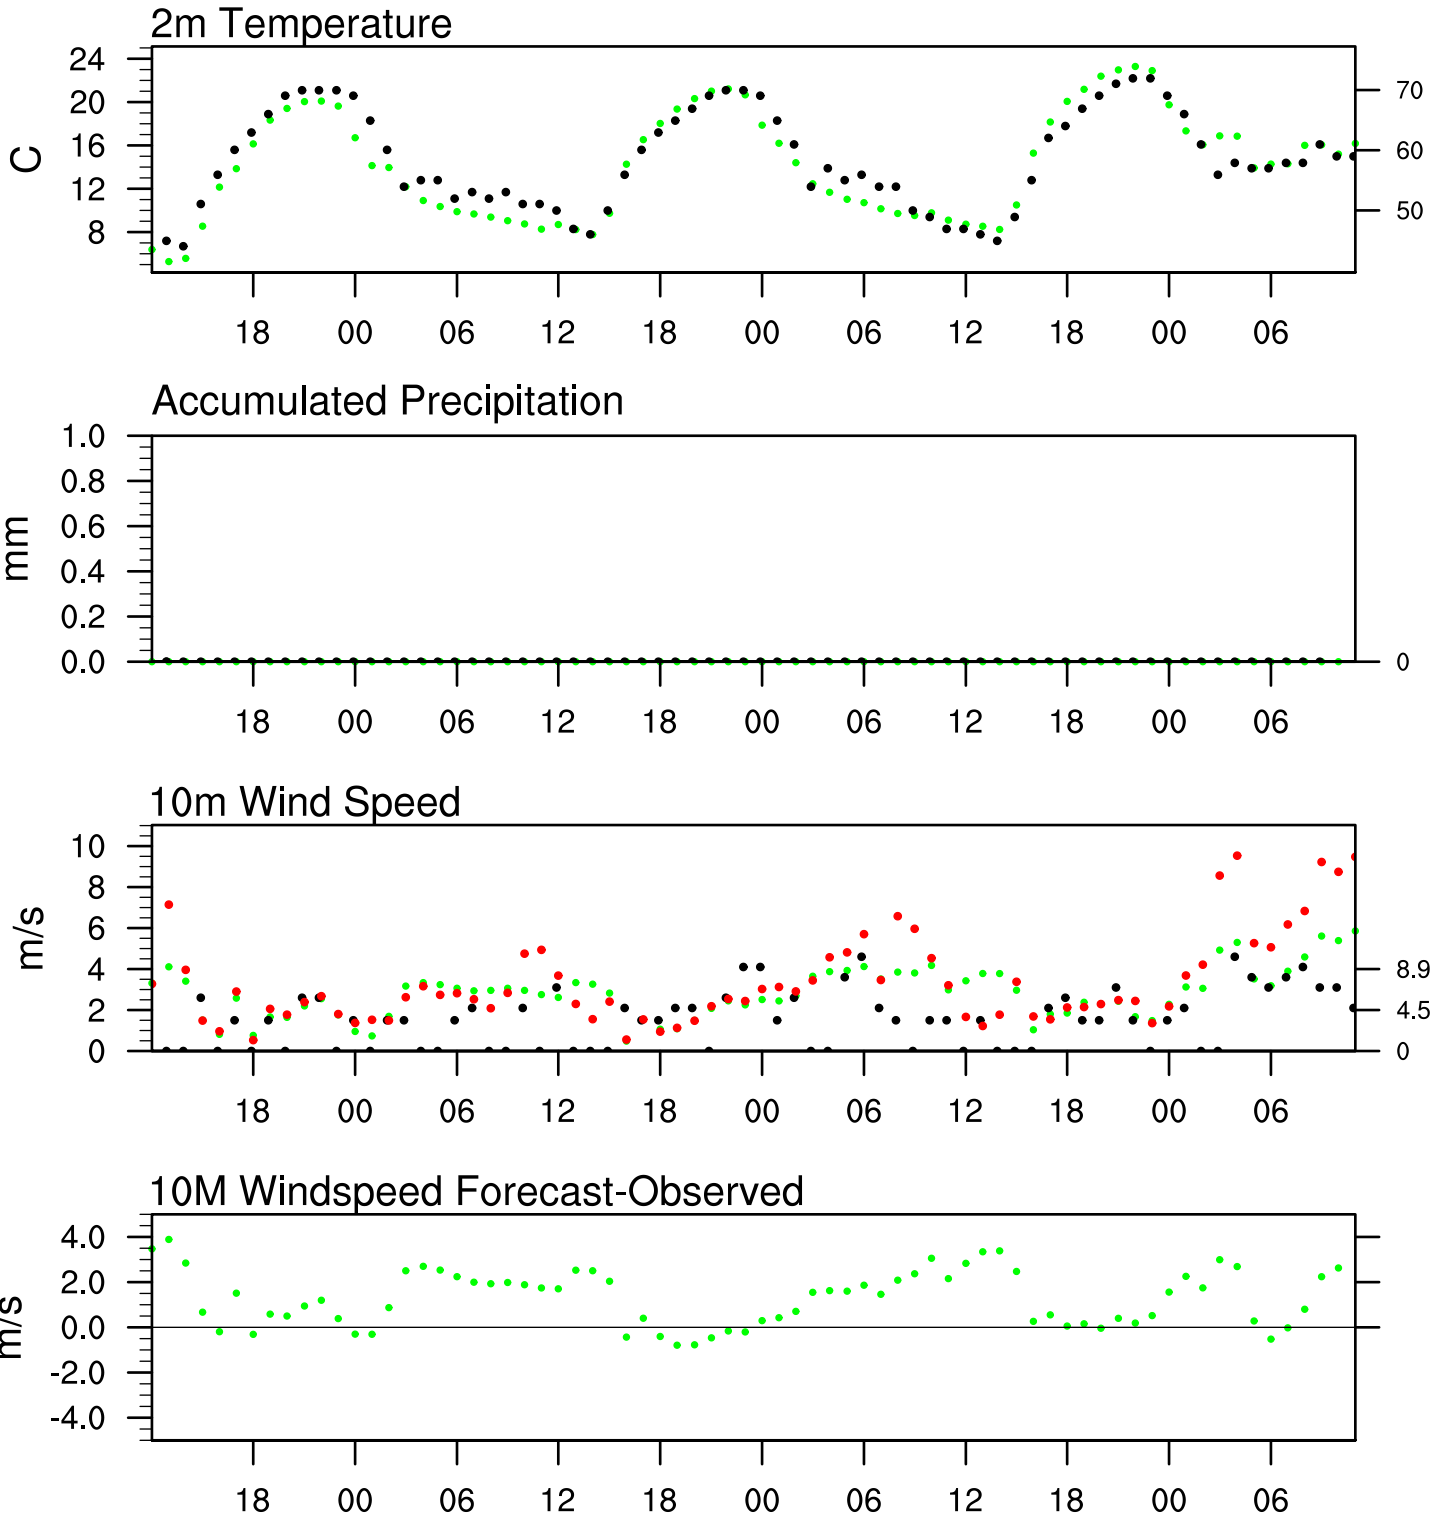 2m Temperature
24
20
16
12
8
C
70
60
50
18 00 06 12 18 00 06 12 18 00 06
Accumulated Precipitation
1.0
0.8
0.6
0.4
0.2
0.0
mm
0
18 00 06 12 18 00 06 12 18 00 06
10m Wind Speed
10
8
6
4
2
0
m/s
8.9
4.5
0
18 00 06 12 18 00 06 12 18 00 06
10M Windspeed Forecast-Observed
4.0
2.0
0.0
-2.0
-4.0
m/s
18 00 06 12 18 00 06 12 18 00 06